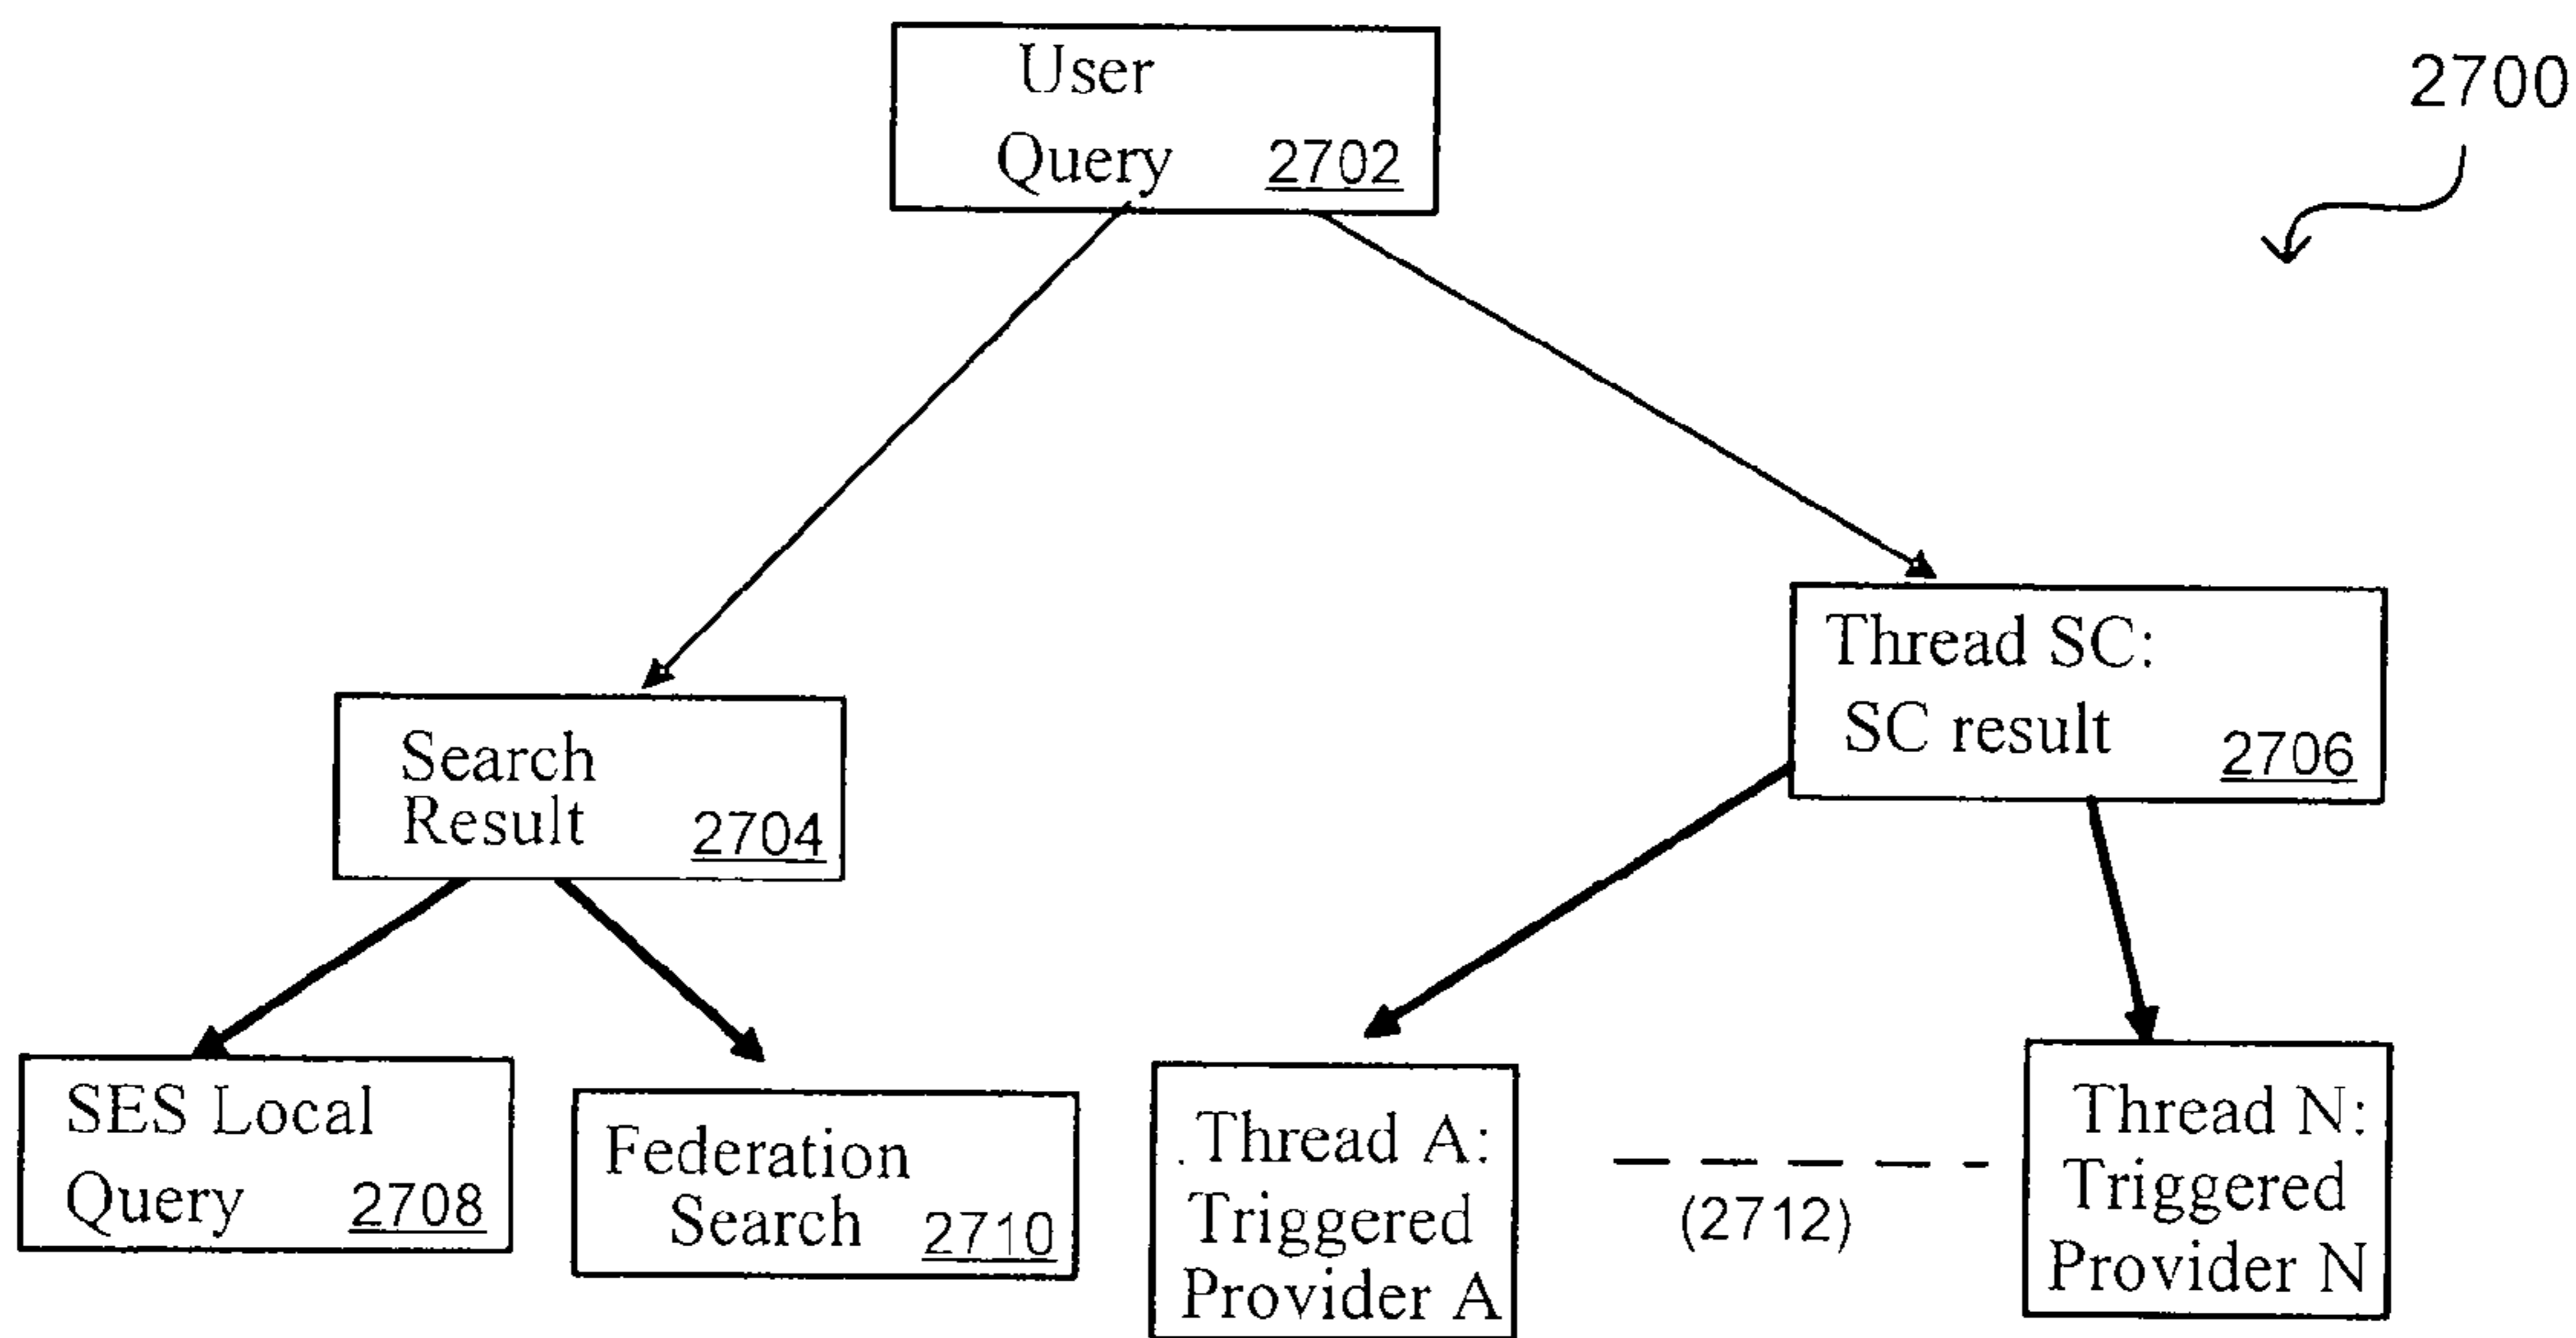 User
Query 2702
2700
Search
Result 2704
Thread SC:
SC result 2706
SES Local
Query 2708
Federation
Search 2710
Thread A:
Triggered
Provider A
(2712)
Thread N:
Triggered
Provider N